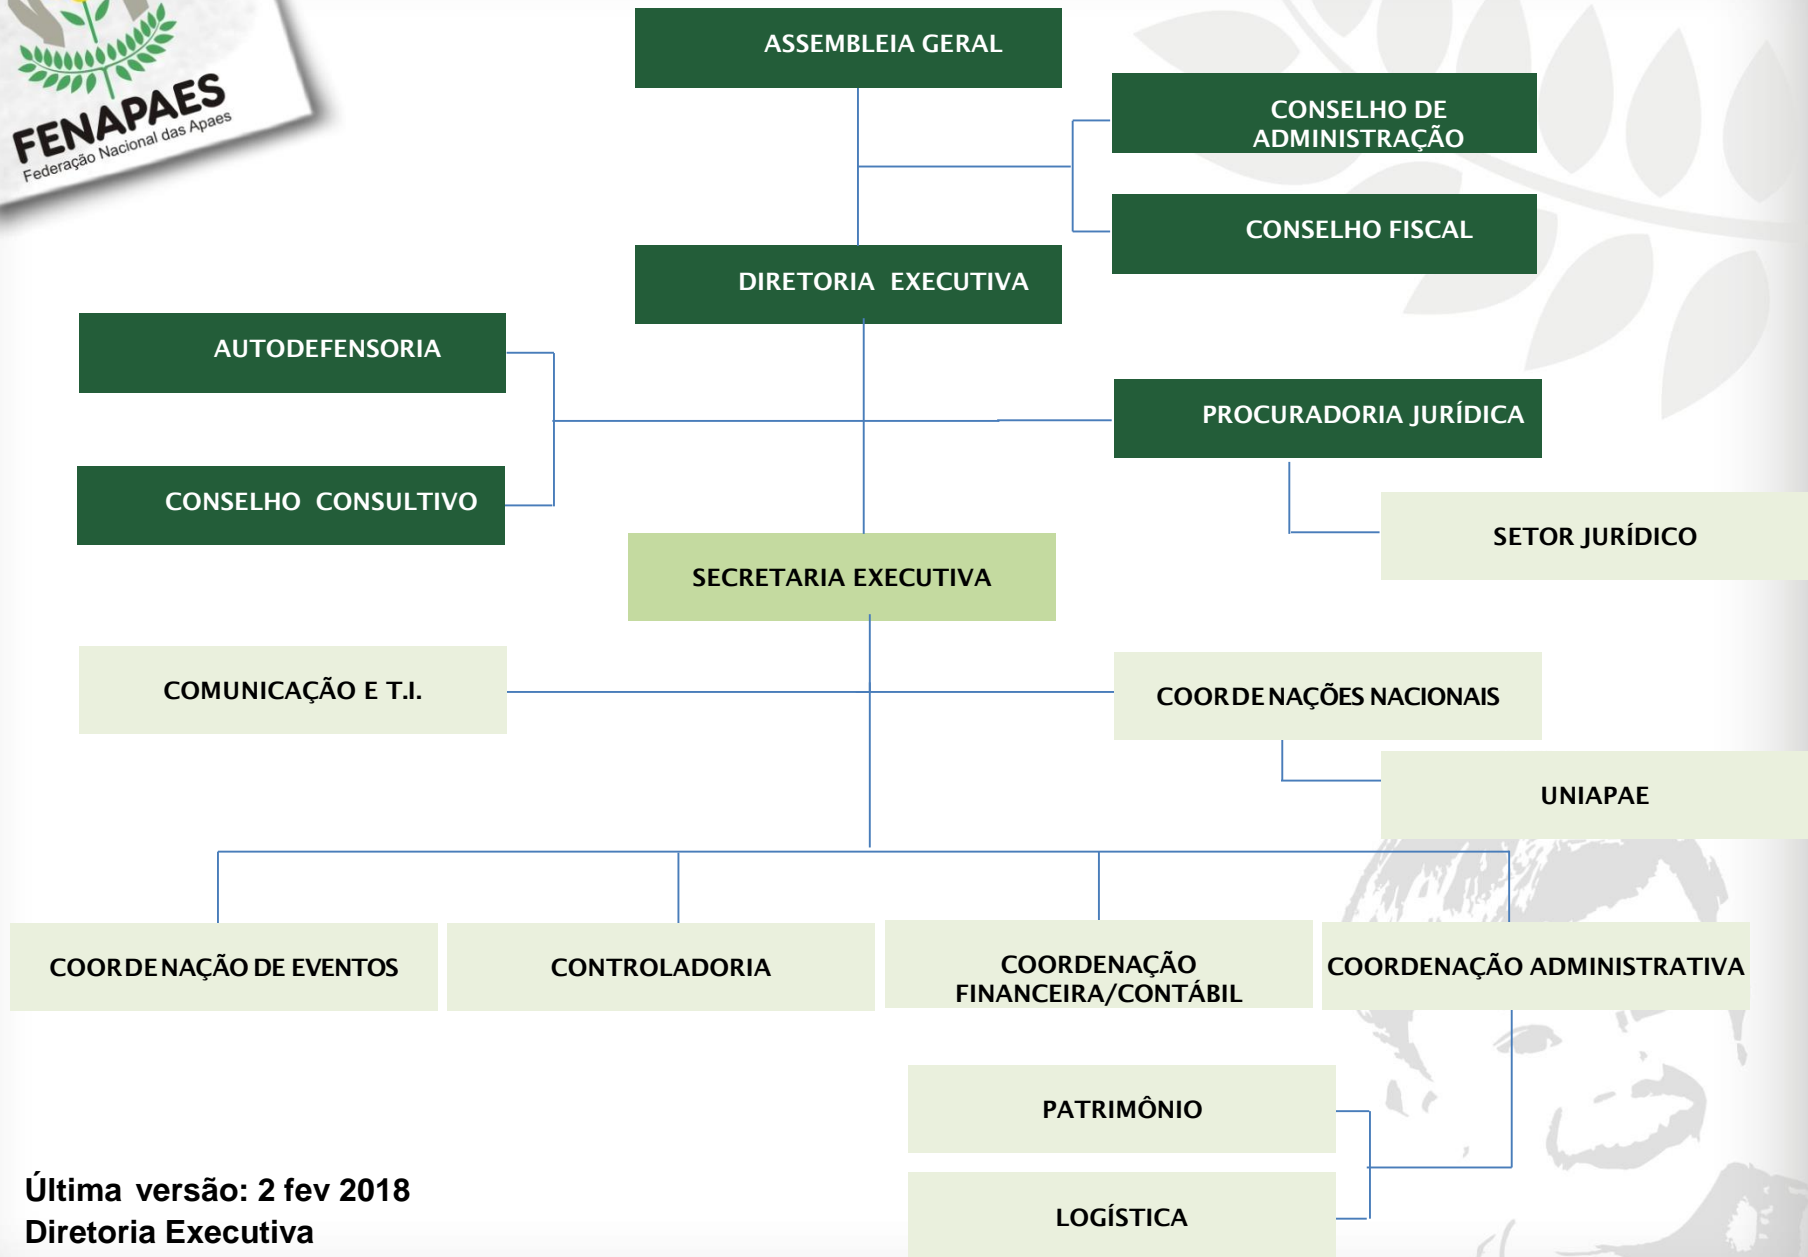 FENAPAES
Federação Nacional das Apaes
ASSEMBLEIA GERAL
CONSELHO DE
ADMINISTRAÇÃO
CONSELHO FISCAL
DIRETORIA EXECUTIVA
AUTODEFENSORIA
PROCURADORIA JURÍDICA
CONSELHO CONSULTIVO
SETOR JURÍDICO
SECRETARIA EXECUTIVA
COMUNICAÇÃO E T.I.
COORDENAÇÕES NACIONAIS
UNIAPAE
COORDENAÇÃO DE EVENTOS
CONTROLADORIA
COORDENAÇÃO
FINANCEIRA/CONTÁBIL
COORDENAÇÃO ADMINISTRATIVA
PATRIMÔNIO
LOGÍSTICA
Última versão: 2 fev 2018
Diretoria Executiva